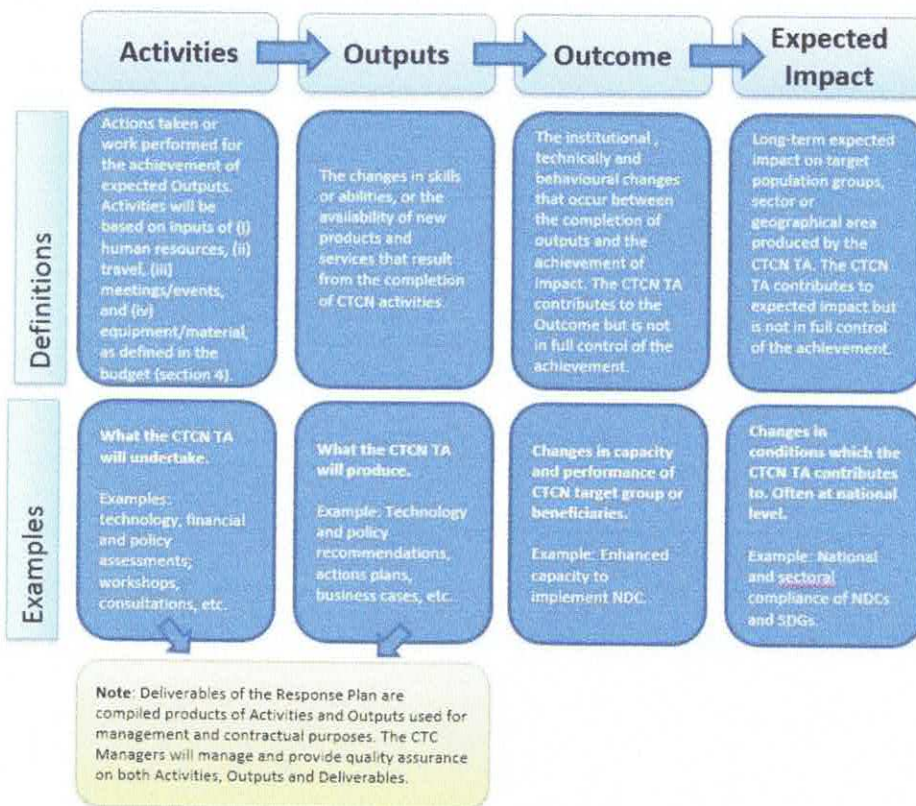 Activities
Outputs
Outcome
Expected
Impact
Definitions
Actions taken or
work performed for
the achievement of
expected Outputs.
Activities will be
based on inputs of (i)
human resources, (ii)
travel, (iii)
meetings/events,
and (iv)
equipment/material,
as defined in the
budget (section 4).
The changes in skills
or abilities, or the
availability of new
products and
services that result
from the completion
of CTCN activities.
The institutional ,
technically and
behavioural changes
that occur between
the completion of
outputs and the
achievement of
Impact. The CTCN TA
contributes to the
Outcome but is not
in full control of the
achievement.
Long-term expected
impact on target
population groups,
sector or
geographical area
produced by the
CTCN TA. The CTCN
TA contributes to
expected impact but
is not in full control
of the achievement.
Examples
What the CTCN TA
will undertake.
Examples:
technology, financial
and policy
assessments;
workshops,
consultations, etc.
What the CTCN TA
will produce.
Example: Technology
and policy
recommendations,
actions plans,
business cases, etc.
Changes in capacity
and performance of
CTCN target group or
beneficiaries.
Example: Enhanced
capacity to
implement NDC.
Changes in
conditions which the
CTCN TA contributes
to. Often at national
level.
Example: National
and sectoral
compliance of NDCs
and SDGs.
Note: Deliverables of the Response Plan are
compiled products of Activities and Outputs used for
management and contractual purposes. The CTC
Managers will manage and provide quality assurance
on both Activities, Outputs and Deliverables.